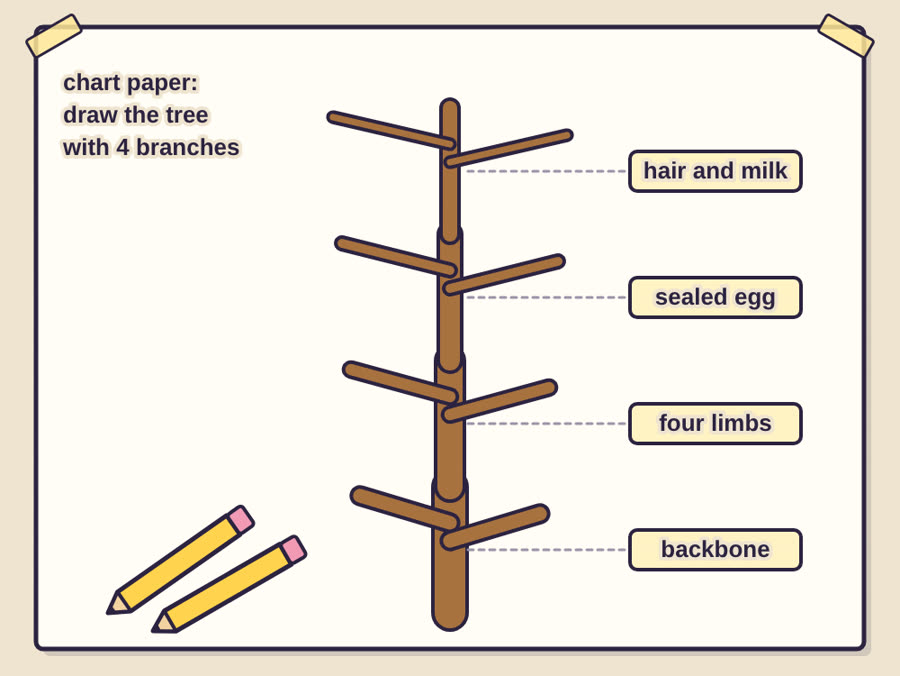 chart paper:
draw the tree
with 4 branches
hair and milk
sealed egg
four limbs
backbone